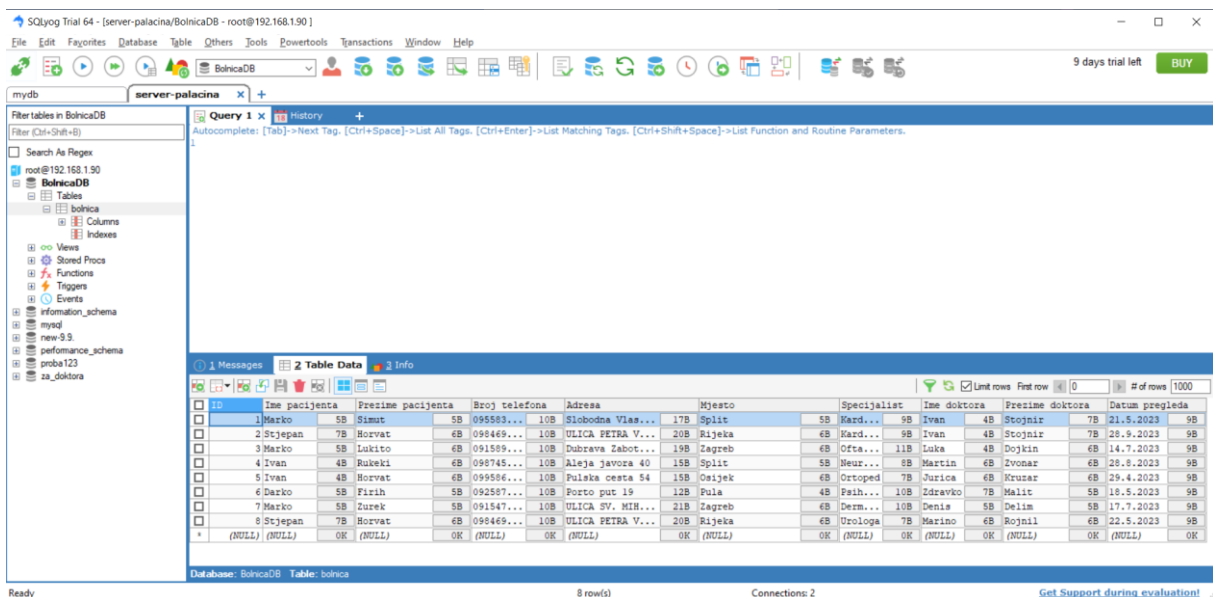 SQLyog Trial 64 - [server-palacina/BolnicaDB - root@192.168.1.90 ]
File Edit Favorites Database Table Others Tools Powertools Transactions Window Help
BolnicaDB 9 days trial left BUY
mydb server-palacina x +
Filter tables in BolnicaDB
Filter (Ctrl+Shift+B)
Search As Regex
root@192.168.1.90
BolnicaDB
Tables
bolnica
Columns
Indexes
Views
Stored Procs
Functions
Triggers
Events
information_schema
mysql
new-9.9.
performance_schema
proba123
za_doktora
Query 1 x History +
Autocomplete: [Tab]->Next Tag. [Ctrl+Space]->List All Tags. [Ctrl+Enter]->List Matching Tags. [Ctrl+Shift+Space]->List Function and Routine Parameters.
1
1 Messages 2 Table Data 3 Info
Limit rows First row 0 # of rows 1000
ID Ime pacijenta Prezime pacijenta Broj telefona Adresa Mjesto Specijalist Ime doktora Prezime doktora Datum pregleda
1 Marko 5B Simut 5B 095583... 10B Slobodna Vlas... 17B Split 5B Kard... 9B Ivan 4B Stojnir 7B 21.5.2023 9B
2 Stjepan 7B Horvat 6B 098469... 10B ULICA PETRA V... 20B Rijeka 6B Kard... 9B Ivan 4B Stojnir 7B 28.9.2023 9B
3 Marko 5B Lukito 6B 091589... 10B Dubrava Zabot... 19B Zagreb 6B Ofta... 11B Luka 4B Dojkin 6B 14.7.2023 9B
4 Ivan 4B Rukeki 6B 098745... 10B Aleja javora 40 15B Split 5B Neur... 8B Martin 6B Zvonar 6B 28.8.2023 9B
5 Ivan 4B Horvat 6B 099586... 10B Pulska cesta 54 15B Osijek 6B Ortoped 7B Jurica 6B Kruzar 6B 29.4.2023 9B
6 Darko 5B Firih 5B 092587... 10B Porto put 19 12B Pula 4B Psih... 10B Zdravko 7B Malit 5B 18.5.2023 9B
7 Marko 5B Zurek 5B 091547... 10B ULICA SV. MIH... 21B Zagreb 6B Derm... 10B Denis 5B Delim 5B 17.7.2023 9B
8 Stjepan 7B Horvat 6B 098469... 10B ULICA PETRA V... 20B Rijeka 6B Urologa 7B Marino 6B Rojnil 6B 22.5.2023 9B
* (NULL) (NULL) 0K (NULL) 0K (NULL) 0K (NULL) 0K (NULL) 0K (NULL) 0K (NULL) 0K (NULL) 0K (NULL) 0K
Database: BolnicaDB Table: bolnica
Ready 8 row(s) Connections: 2 Get Support during evaluation!